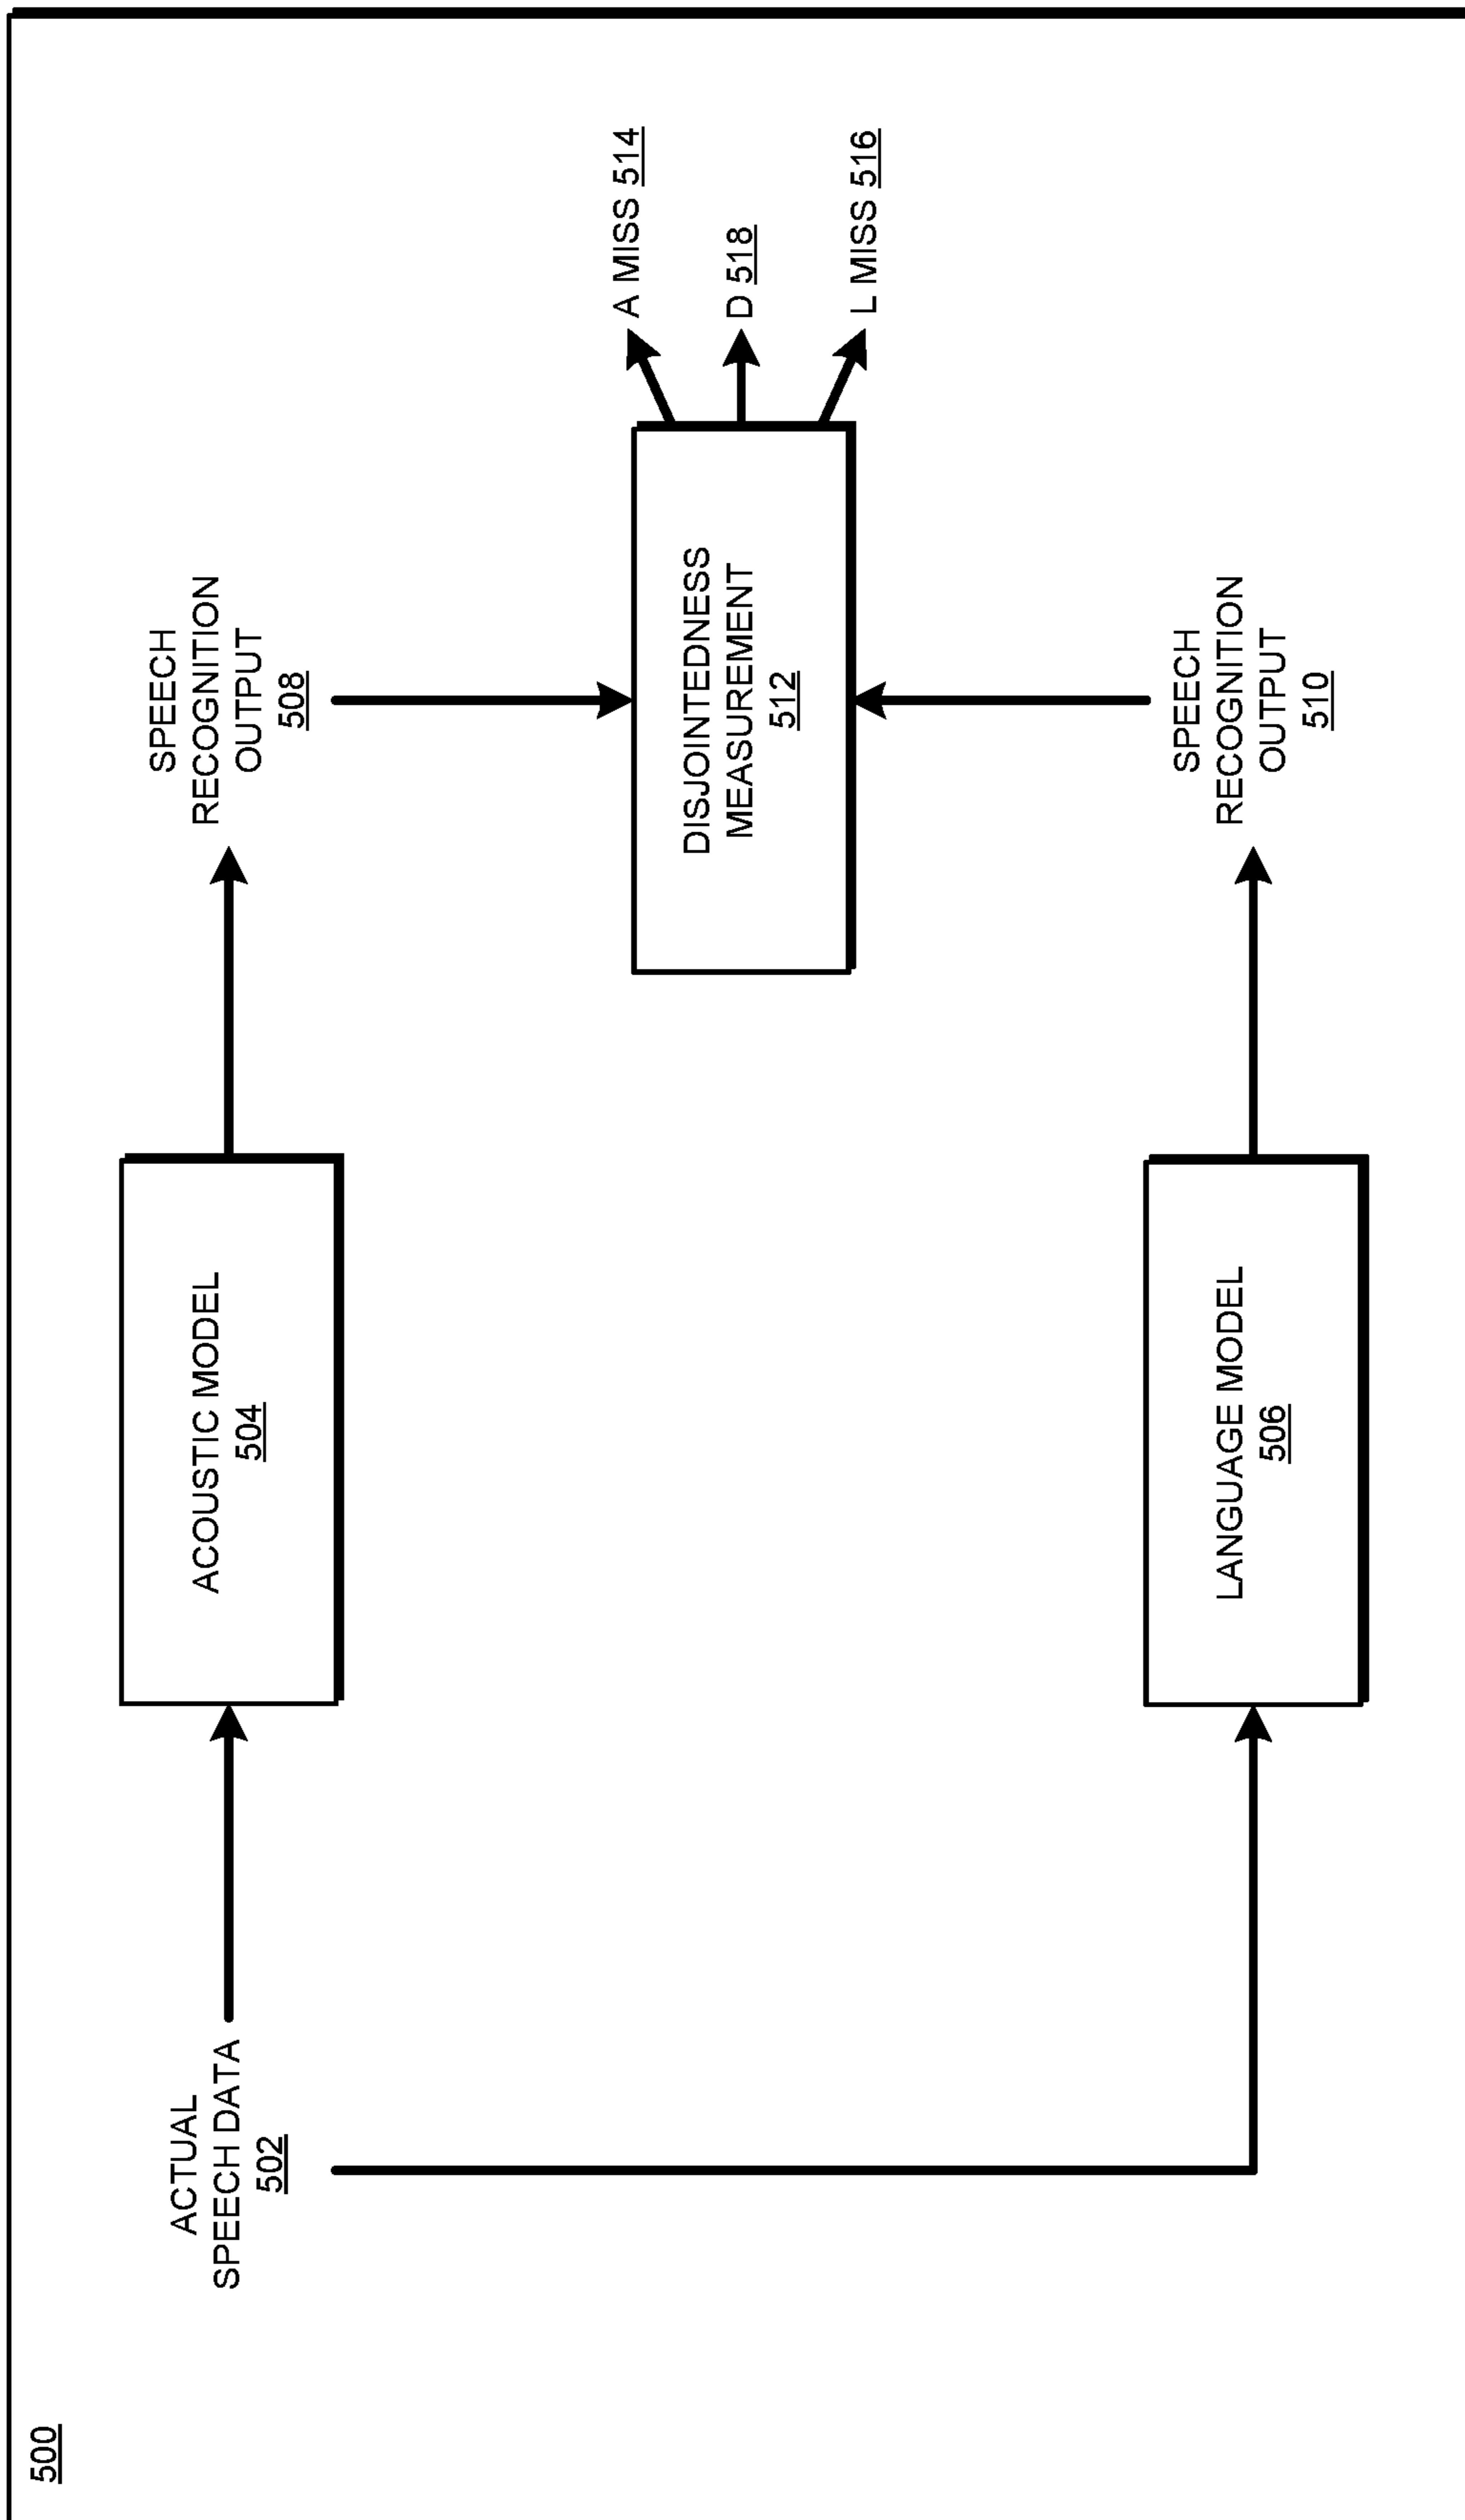 500
ACTUAL
SPEECH DATA
502
ACOUSTIC MODEL
504
SPEECH
RECOGNITION
OUTPUT
508
DISJOINTEDNESS
MEASUREMENT
512
A MISS 514
D 518
L MISS 516
LANGUAGE MODEL
506
SPEECH
RECOGNITION
OUTPUT
510